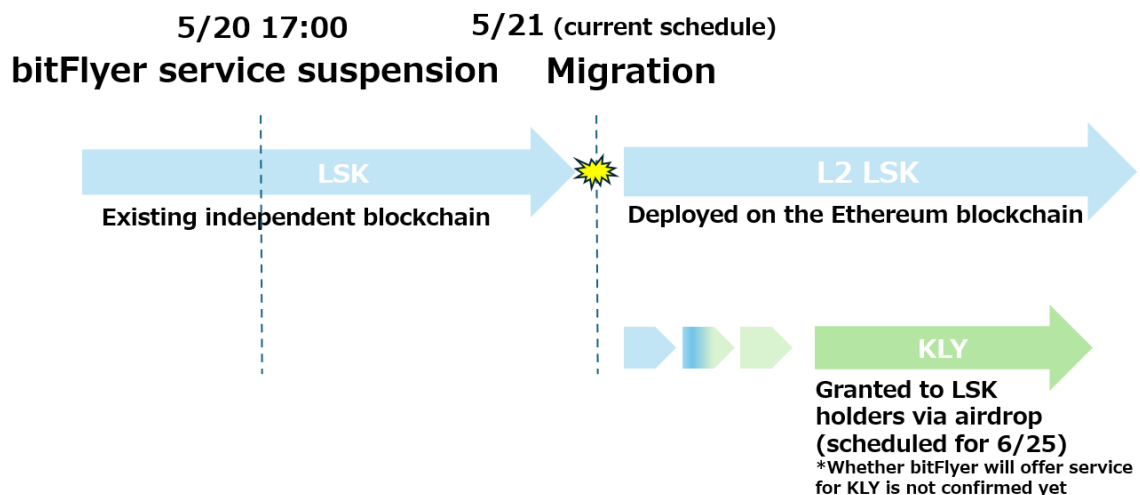 5/20 17:00
bitFlyer service suspension
5/21 (current schedule)
Migration
LSK
Existing independent blockchain
L2 LSK
Deployed on the Ethereum blockchain
KLY
Granted to LSK
holders via airdrop
(scheduled for 6/25)
*Whether bitFlyer will offer service
for KLY is not confirmed yet